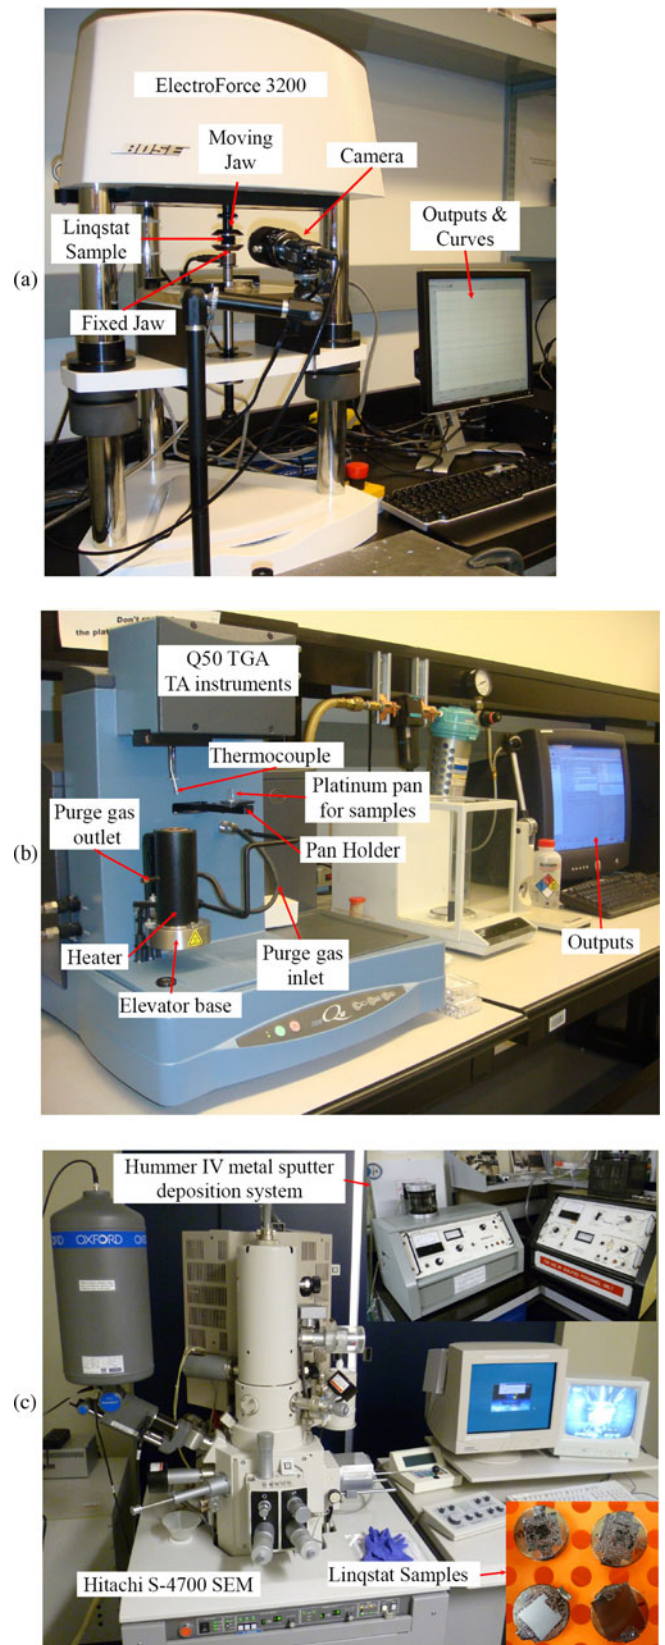 ElectroForce 3200
BOSE
Moving
Jaw
Camera
Linqstat
Sample
Outputs &
Curves
(a)
Fixed Jaw
DELL
the plat
Q50 TGA
TA instruments
Thermocouple
Platinum pan
for samples
Purge gas
outlet
(b)
Pan Holder
Heater
Purge gas
inlet
Outputs
Elevator base
Q
Hummer IV metal sputter
deposition system
OXFORD
(c)
Linqstat Samples
Hitachi S-4700 SEM